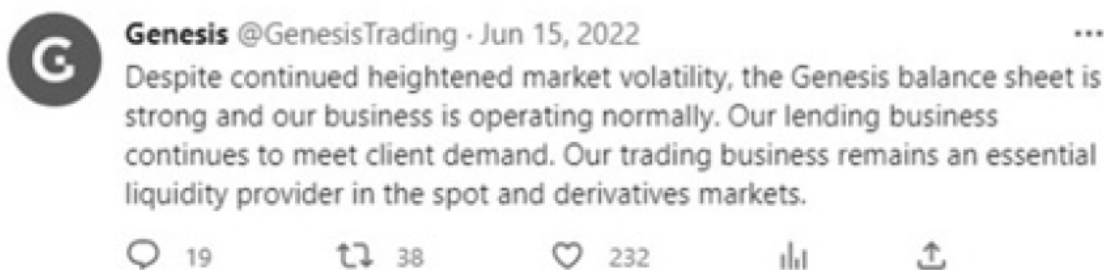 Genesis @GenesisTrading · Jun 15, 2022
Despite continued heightened market volatility, the Genesis balance sheet is
strong and our business is operating normally. Our lending business
continues to meet client demand. Our trading business remains an essential
liquidity provider in the spot and derivatives markets.
19 38 232